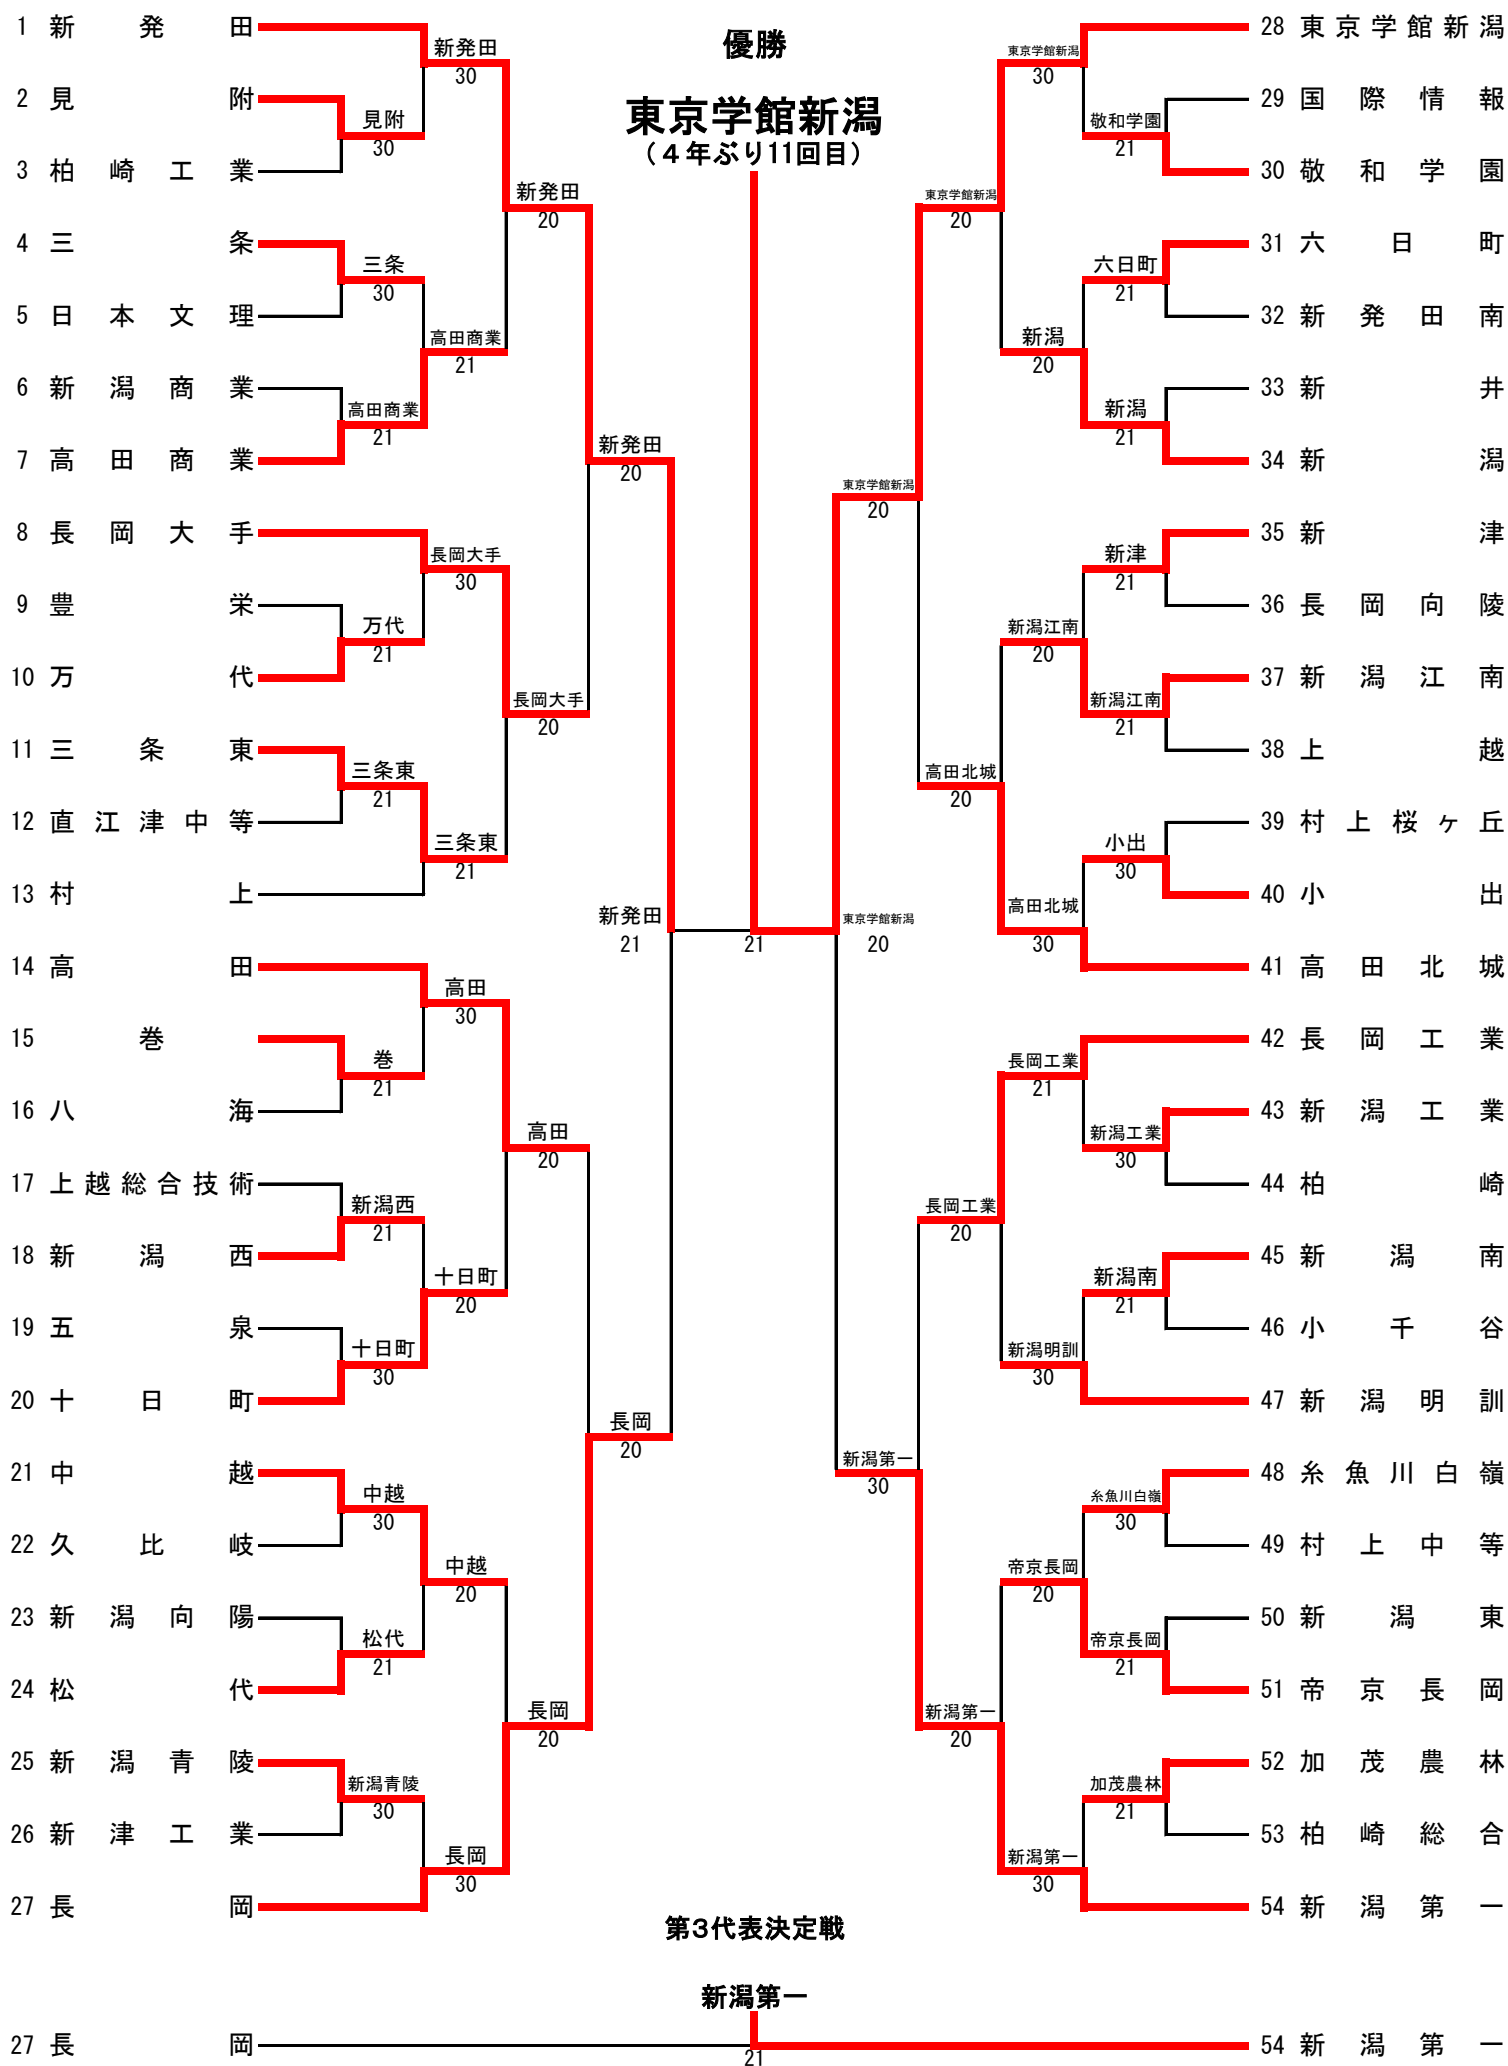 優勝
東京学館新潟
（４年ぶり11回目）
1 新発田
2 見附
3 柏崎工業
4 三条
5 日本文理
6 新潟商業
7 高田商業
8 長岡大手
9 豊栄
10 万代
11 三条東
12 直江津中等
13 村上
14 高田
15 巻
16 八海
17 上越総合技術
18 新潟西
19 五泉
20 十日町
21 中越
22 久比岐
23 新潟向陽
24 松代
25 新潟青陵
26 新津工業
27 長岡
見附
30
三条
30
高田商業
21
万代
21
三条東
21
巻
21
新潟西
21
十日町
30
中越
30
松代
21
新潟青陵
30
新発田
30
高田商業
21
長岡大手
30
三条東
21
高田
30
十日町
20
中越
20
長岡
30
新発田
20
長岡大手
20
高田
20
長岡
20
新発田
20
長岡
20
新発田
21
21
東京学館新潟
20
東京学館新潟
20
新潟第一
30
東京学館新潟
20
高田北城
20
長岡工業
20
新潟第一
20
東京学館新潟
30
新潟
20
新潟江南
20
高田北城
30
長岡工業
21
新潟明訓
30
帝京長岡
20
新潟第一
30
敬和学園
21
六日町
21
新潟
21
新津
21
新潟江南
21
小出
30
新潟工業
30
新潟南
21
糸魚川白嶺
30
帝京長岡
21
加茂農林
21
28 東京学館新潟
29 国際情報
30 敬和学園
31 六日町
32 新発田南
33 新井
34 新潟
35 新津
36 長岡向陵
37 新潟江南
38 上越
39 村上桜ヶ丘
40 小出
41 高田北城
42 長岡工業
43 新潟工業
44 柏崎
45 新潟南
46 小千谷
47 新潟明訓
48 糸魚川白嶺
49 村上中等
50 新潟東
51 帝京長岡
52 加茂農林
53 柏崎総合
54 新潟第一
第3代表決定戦
新潟第一
27 長岡
21
54 新潟第一